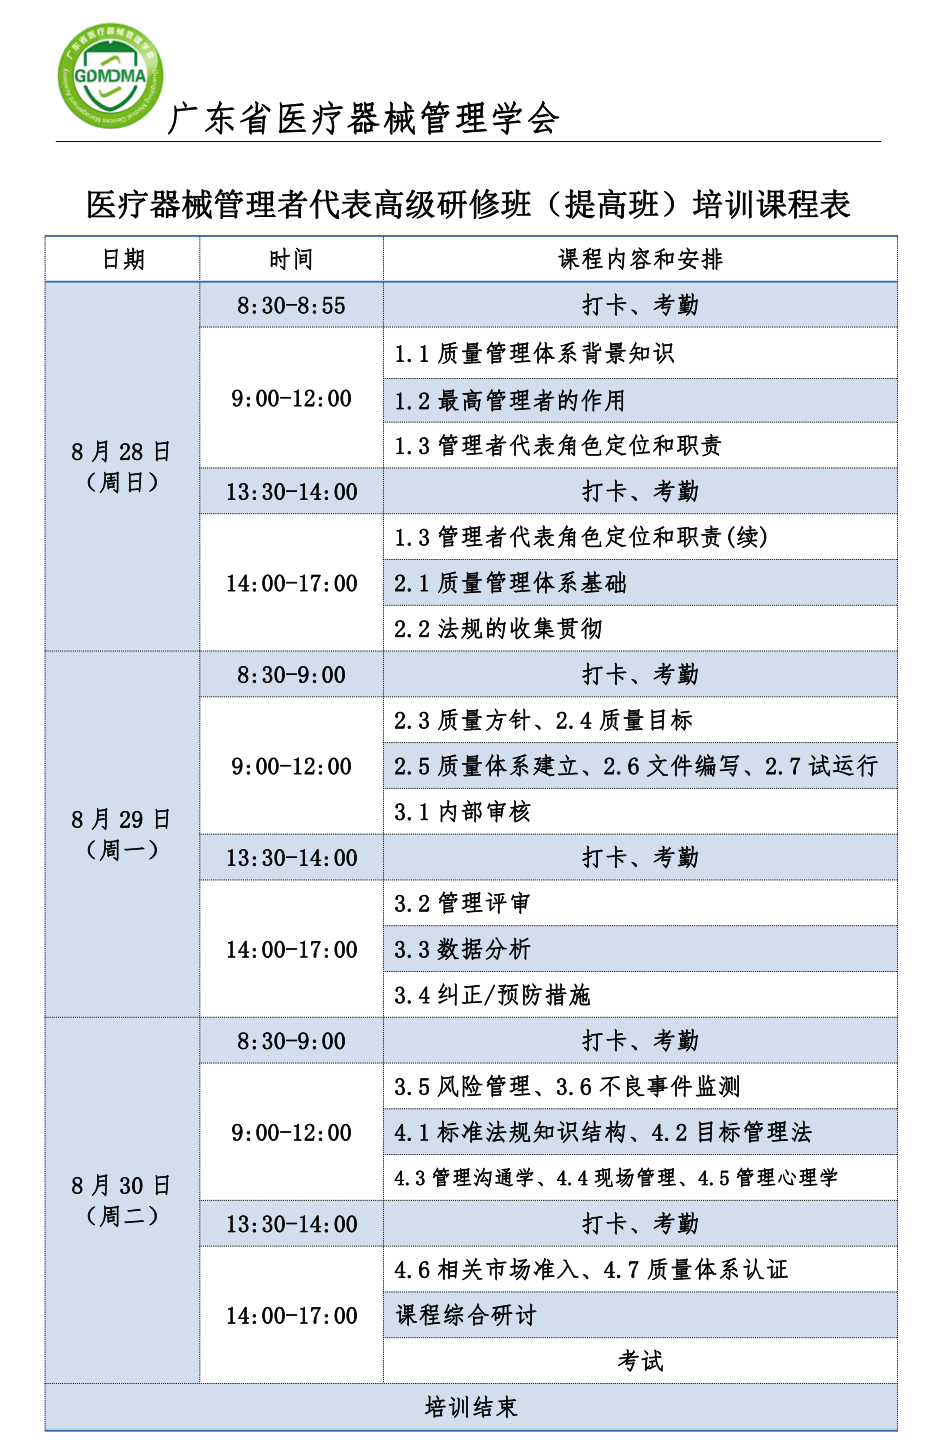 广东省医疗器械管理学会
GDMDMA
Guangdong Medical Devices Management Academy
广东省医疗器械管理学会
医疗器械管理者代表高级研修班（提高班）培训课程表
日期 时间 课程内容和安排
8月28日
（周日）
8:30-8:55 打卡、考勤
9:00-12:00
1.1质量管理体系背景知识
1.2最高管理者的作用
1.3管理者代表角色定位和职责
13:30-14:00 打卡、考勤
14:00-17:00
1.3管理者代表角色定位和职责(续)
2.1质量管理体系基础
2.2法规的收集贯彻
8月29日
（周一）
8:30-9:00 打卡、考勤
9:00-12:00
2.3质量方针、2.4质量目标
2.5质量体系建立、2.6文件编写、2.7试运行
3.1内部审核
13:30-14:00 打卡、考勤
14:00-17:00
3.2管理评审
3.3数据分析
3.4纠正/预防措施
8月30日
（周二）
8:30-9:00 打卡、考勤
9:00-12:00
3.5风险管理、3.6不良事件监测
4.1标准法规知识结构、4.2目标管理法
4.3管理沟通学、4.4现场管理、4.5管理心理学
13:30-14:00 打卡、考勤
14:00-17:00
4.6相关市场准入、4.7质量体系认证
课程综合研讨
考试
培训结束